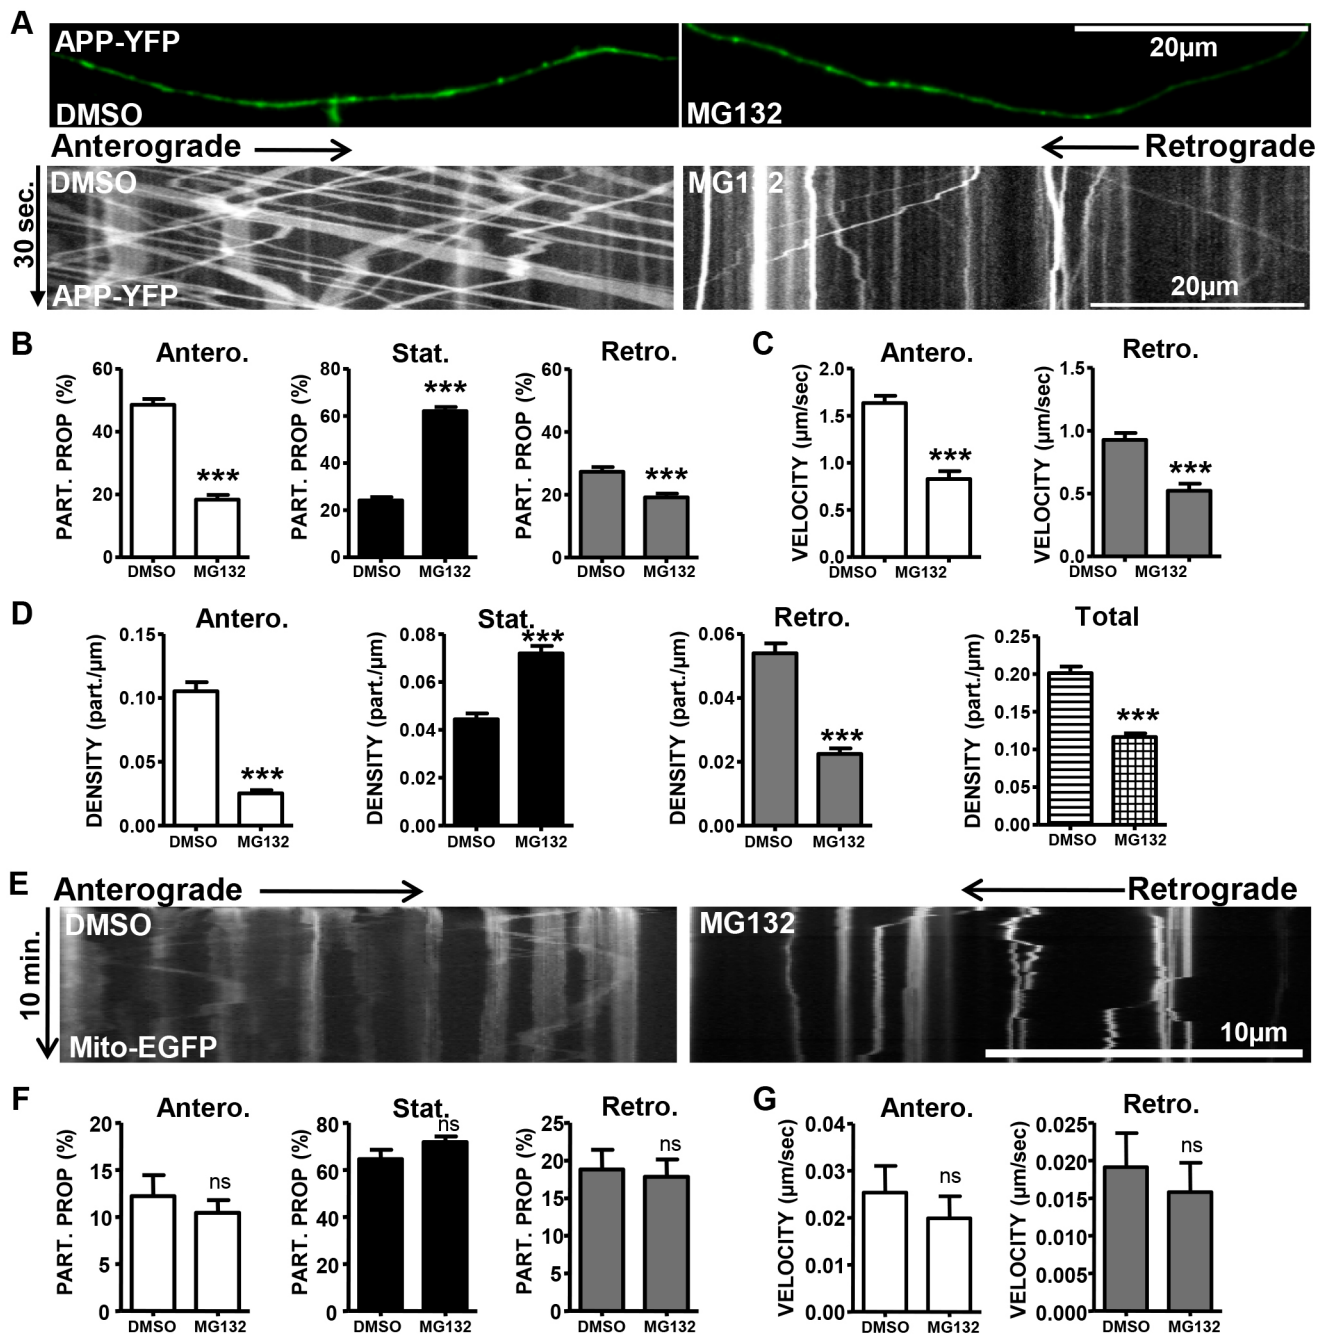 A
APP-YFP
DMSO
MG132
20µm
Anterograde
Retrograde
30 sec.
DMSO
APP-YFP
MG132
20µm
B
Antero.
PART. PROP (%)
60
40
20
0
DMSO MG132
Stat.
PART. PROP (%)
80
60
40
20
0
***
DMSO MG132
Retro.
PART. PROP (%)
60
40
20
0
***
DMSO MG132
***
C
Antero.
VELOCITY (µm/sec)
2.0
1.5
1.0
0.5
0.0
***
DMSO MG132
Retro.
VELOCITY (µm/sec)
1.5
1.0
0.5
0.0
***
DMSO MG132
D
Antero.
DENSITY (part./µm)
0.15
0.10
0.05
0.00
***
DMSO MG132
Stat.
DENSITY (part./µm)
0.08
0.06
0.04
0.02
0.00
***
DMSO MG132
Retro.
DENSITY (part./µm)
0.06
0.04
0.02
0.00
***
DMSO MG132
Total
DENSITY (part./µm)
0.25
0.20
0.15
0.10
0.05
0.00
***
DMSO MG132
E
Anterograde
Retrograde
10 min.
DMSO
Mito-EGFP
MG132
10µm
F
Antero.
PART. PROP (%)
20
15
10
5
0
ns
DMSO MG132
Stat.
PART. PROP (%)
80
60
40
20
0
ns
DMSO MG132
Retro.
PART. PROP (%)
25
20
15
10
5
0
ns
DMSO MG132
G
Antero.
VELOCITY (µm/sec)
0.04
0.03
0.02
0.01
0.00
ns
DMSO MG132
Retro.
VELOCITY (µm/sec)
0.025
0.020
0.015
0.010
0.005
0.000
ns
DMSO MG132